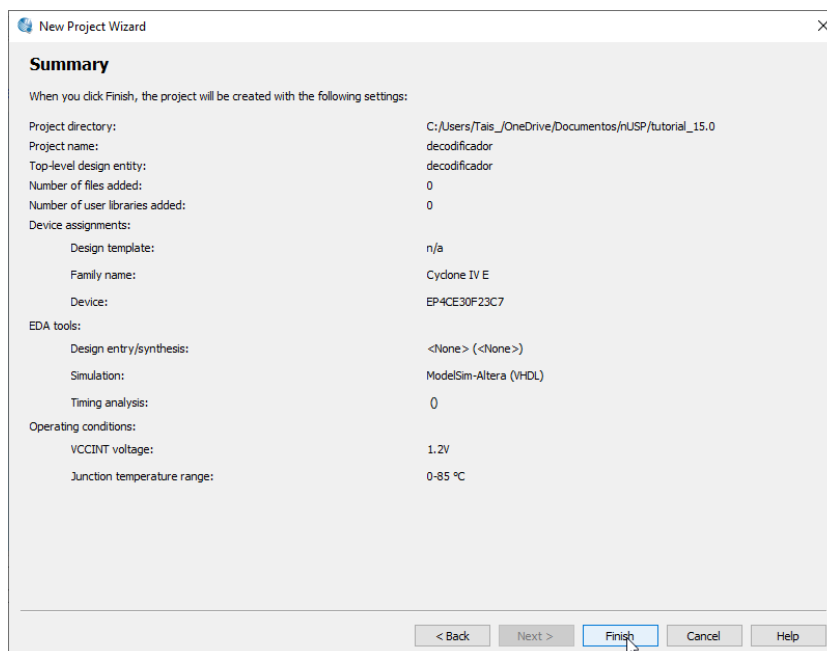 New Project Wizard
Summary
When you click Finish, the project will be created with the following settings:
Project directory: C:/Users/Tais_/OneDrive/Documentos/nUSP/tutorial_15.0
Project name: decodificador
Top-level design entity: decodificador
Number of files added: 0
Number of user libraries added: 0
Device assignments:
Design template: n/a
Family name: Cyclone IV E
Device: EP4CE30F23C7
EDA tools:
Design entry/synthesis: <None> (<None>)
Simulation: ModelSim-Altera (VHDL)
Timing analysis: ()
Operating conditions:
VCCINT voltage: 1.2V
Junction temperature range: 0-85 ºC
< Back Next > Finish Cancel Help